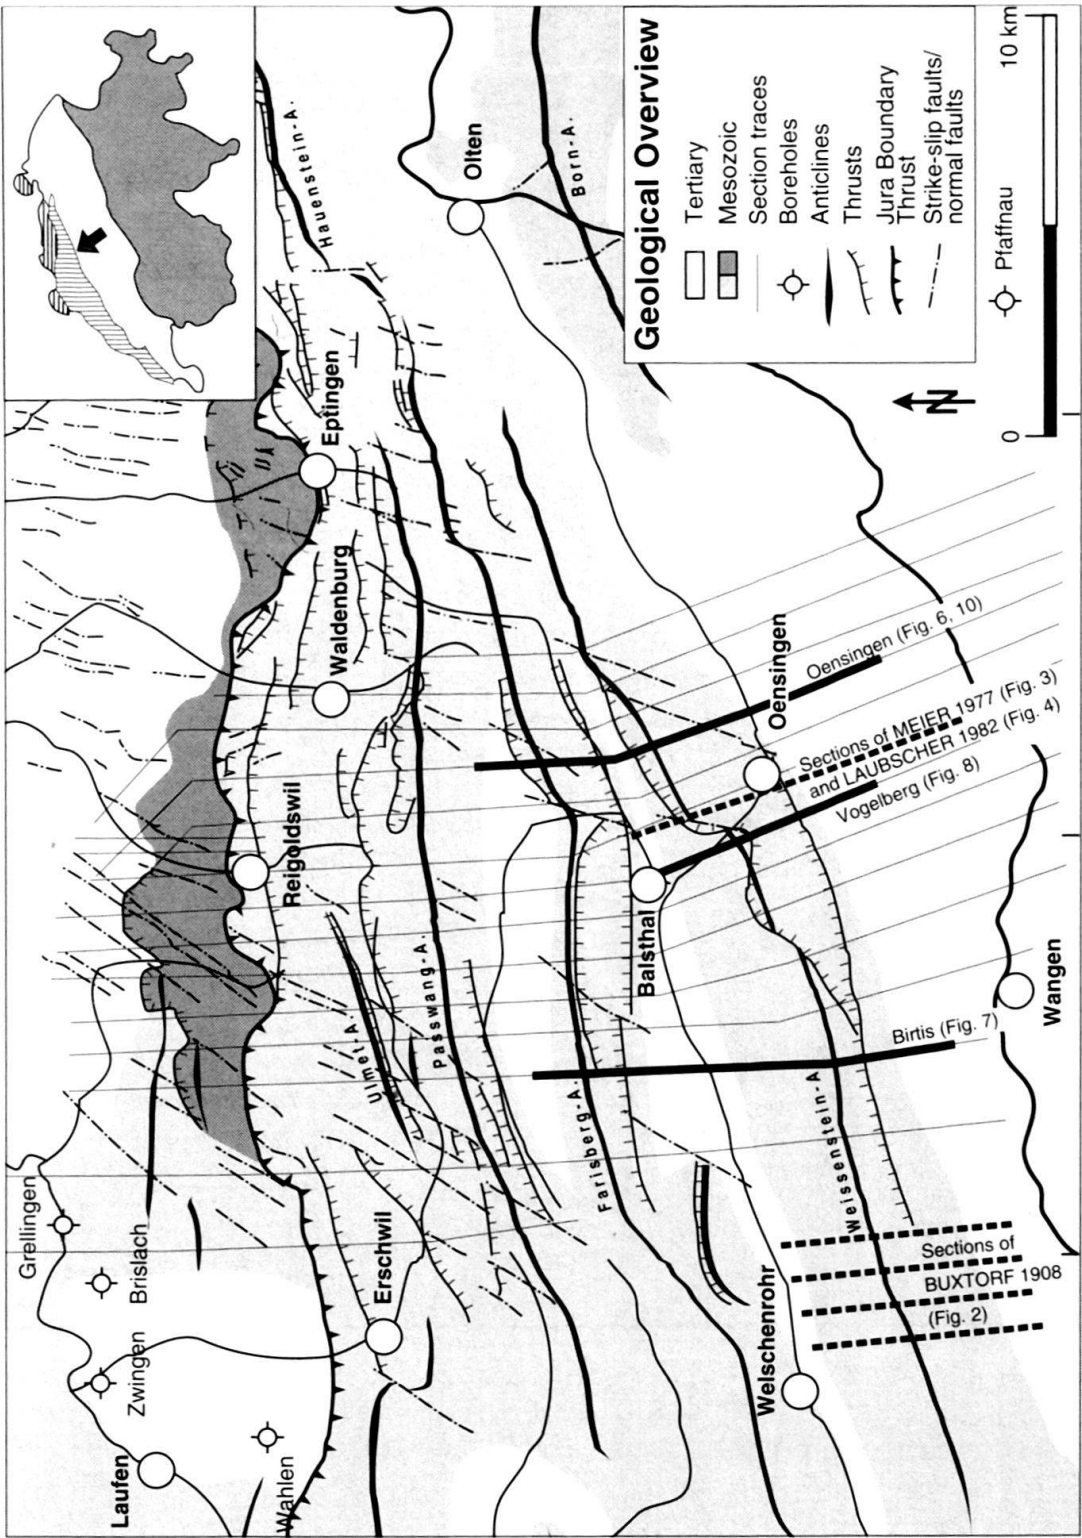 Geological Overview
Tertiary
Mesozoic
Section traces
Boreholes
Anticlines
Thrusts
Jura Boundary
Thrust
Strike-slip faults/
normal faults
0
10 km
N
Pfaffnau
Laufen
Zwingen
Brislach
Grellingen
Wahlen
Erschwil
Reigoldswil
Waldenburg
Eptingen
Olten
Hauenstein-A.
Born-A.
Ulmet-A.
Passwang-A.
Farisberg-A.
Weissenstein-A.
Balsthal
Oensingen
Welschenrohr
Wangen
Oensingen (Fig. 6, 10)
Sections of MEIER 1977 (Fig. 3)
and LAUBSCHER 1982 (Fig. 4)
Vogelberg (Fig. 8)
Birtis (Fig. 7)
Sections of
BUXTORF 1908
(Fig. 2)